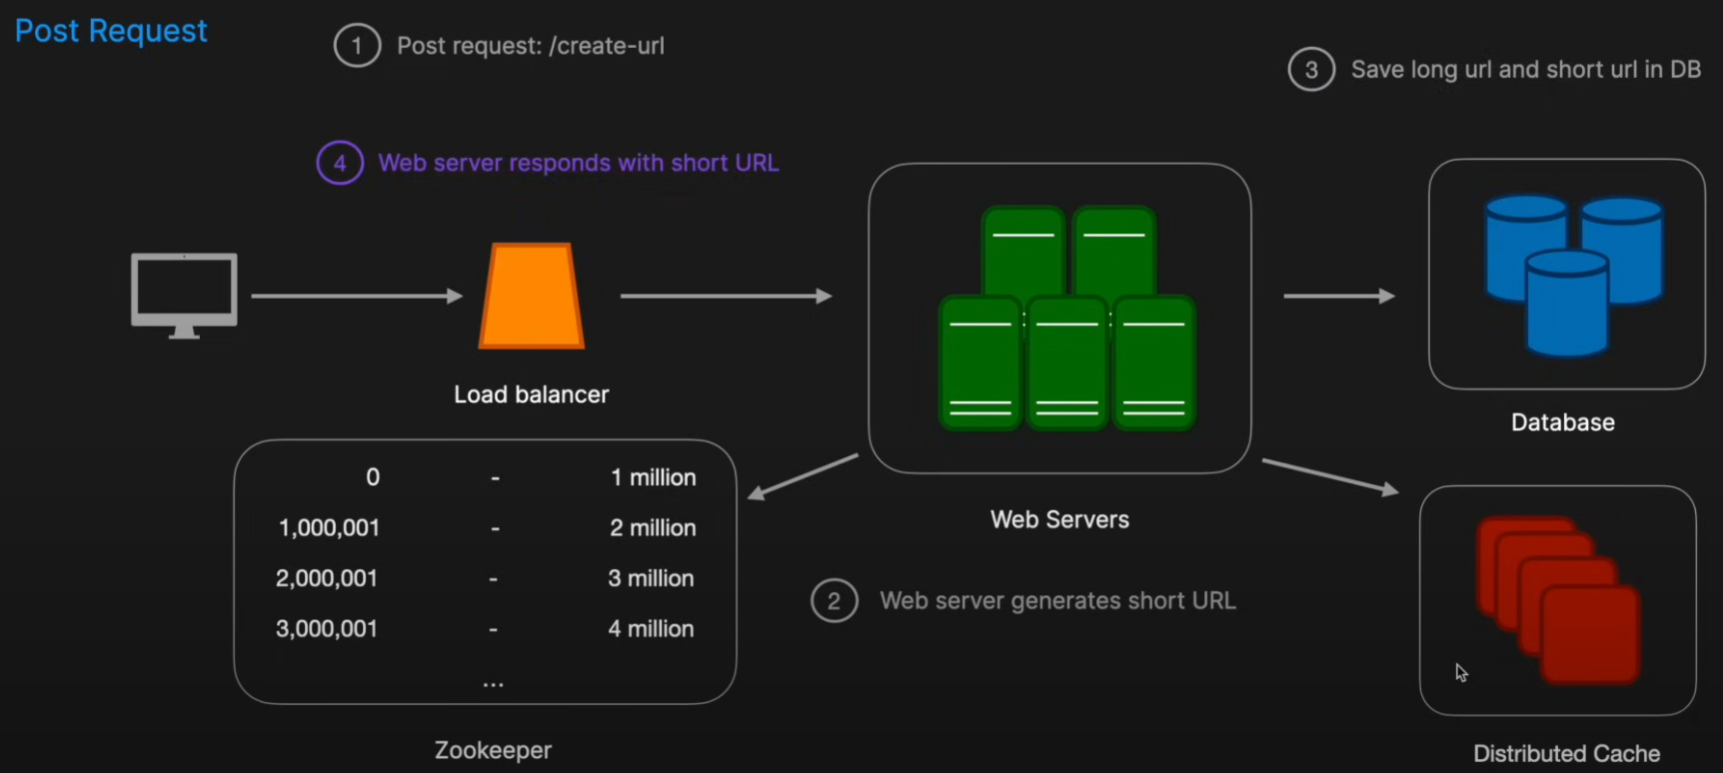 Post Request
1 Post request: /create-url
3 Save long url and short url in DB
4 Web server responds with short URL
Load balancer
Database
0 - 1 million
1,000,001 - 2 million
2,000,001 - 3 million
3,000,001 - 4 million
...
Web Servers
2 Web server generates short URL
Zookeeper
Distributed Cache